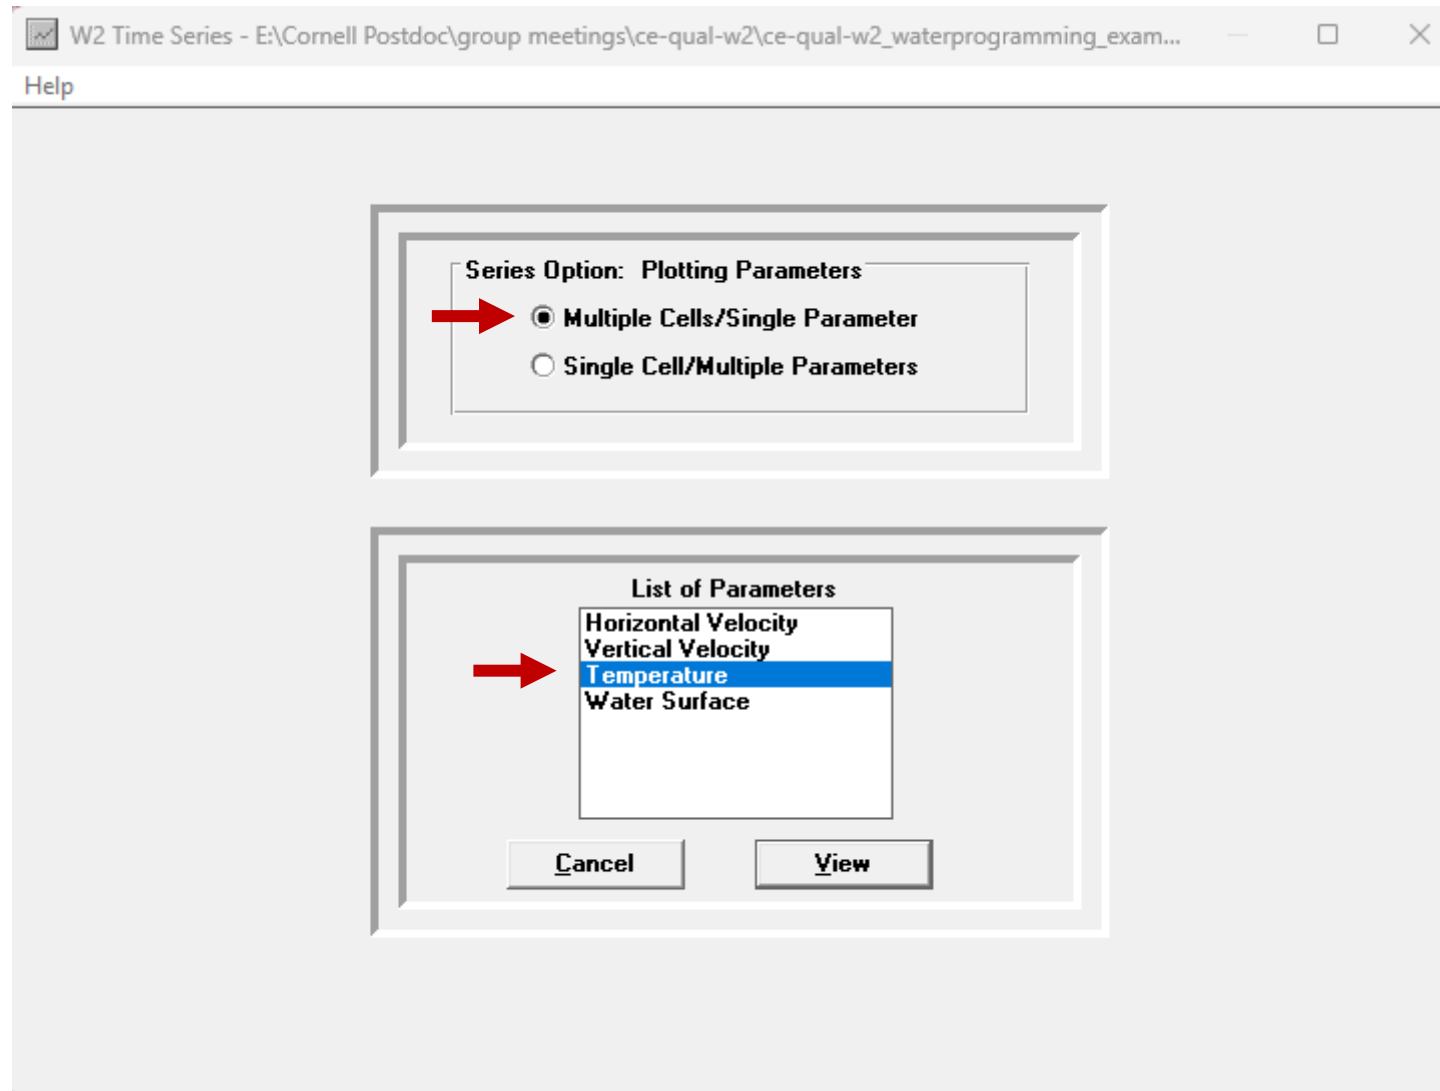 W2 Time Series - E:\Cornell Postdoc\group meetings\ce-qual-w2\ce-qual-w2_waterprogramming_exam...
Help
Series Option: Plotting Parameters
Multiple Cells/Single Parameter
Single Cell/Multiple Parameters
List of Parameters
Horizontal Velocity
Vertical Velocity
Temperature
Water Surface
Cancel View